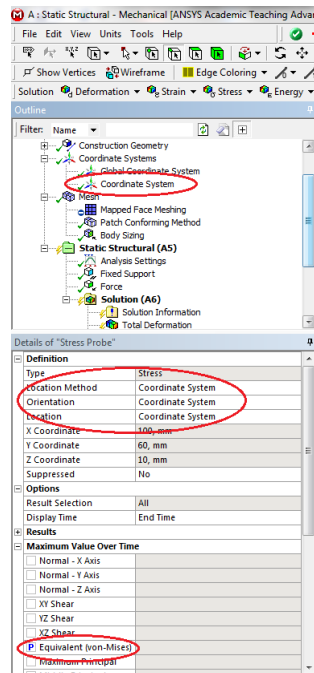 A : Static Structural - Mechanical [ANSYS Academic Teaching Advan
File Edit View Units Tools Help
Show Vertices Wireframe Edge Coloring
Solution Deformation Strain Stress Energy
Outline
Filter: Name
Construction Geometry
Coordinate Systems
Global Coordinate System
Coordinate System
Mesh
Mapped Face Meshing
Patch Conforming Method
Body Sizing
Static Structural (A5)
Analysis Settings
Fixed Support
Force
Solution (A6)
Solution Information
Total Deformation
Details of "Stress Probe"
Definition
Type Stress
Location Method Coordinate System
Orientation Coordinate System
Location Coordinate System
X Coordinate 100, mm
Y Coordinate 60, mm
Z Coordinate 10, mm
Suppressed No
Options
Result Selection All
Display Time End Time
Results
Maximum Value Over Time
Normal - X Axis
Normal - Y Axis
Normal - Z Axis
XY Shear
YZ Shear
XZ Shear
P Equivalent (von-Mises)
Maximum Principal